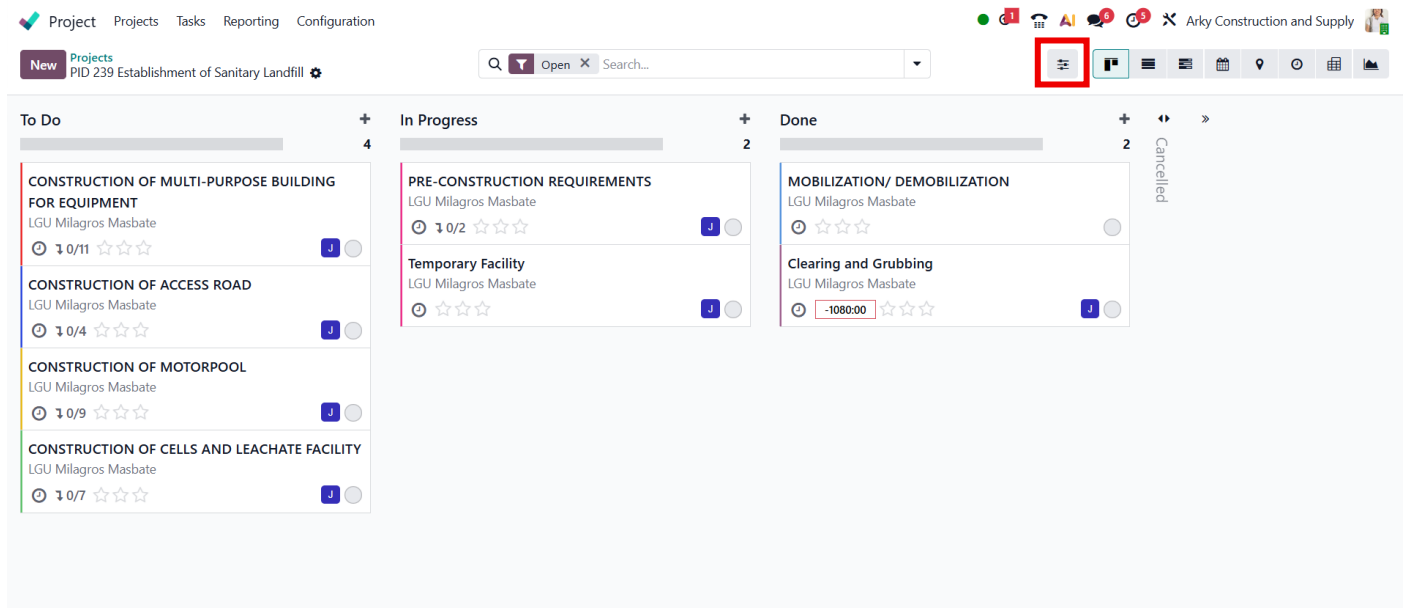 Project Projects Tasks Reporting Configuration 1 AI 6 5 Arky Construction and Supply
New Projects
PID 239 Establishment of Sanitary Landfill
Open Search...
To Do
4
CONSTRUCTION OF MULTI-PURPOSE BUILDING
FOR EQUIPMENT
LGU Milagros Masbate
0/11 J
CONSTRUCTION OF ACCESS ROAD
LGU Milagros Masbate
0/4 J
CONSTRUCTION OF MOTORPOOL
LGU Milagros Masbate
0/9 J
CONSTRUCTION OF CELLS AND LEACHATE FACILITY
LGU Milagros Masbate
0/7 J
In Progress
2
PRE-CONSTRUCTION REQUIREMENTS
LGU Milagros Masbate
0/2 J
Temporary Facility
LGU Milagros Masbate
J
Done
2
MOBILIZATION/ DEMOBILIZATION
LGU Milagros Masbate
Clearing and Grubbing
LGU Milagros Masbate
-1080:00 J
Cancelled